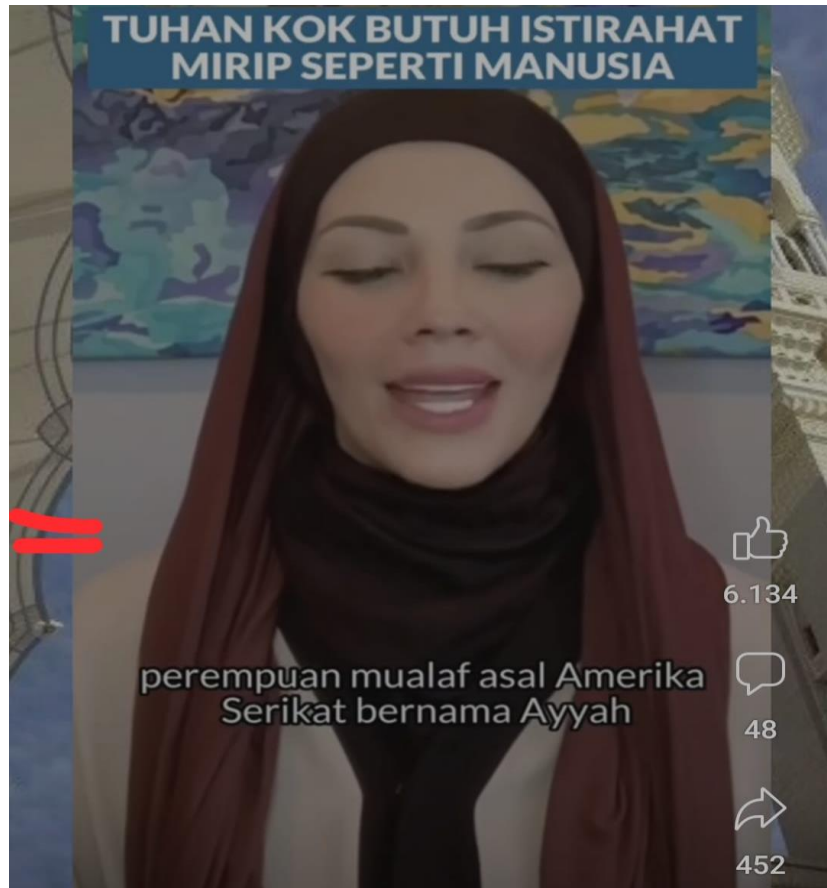 TUHAN KOK BUTUH ISTIRAHAT
MIRIP SEPERTI MANUSIA
6.134
perempuan mualaf asal Amerika
Serikat bernama Ayyah
48
452